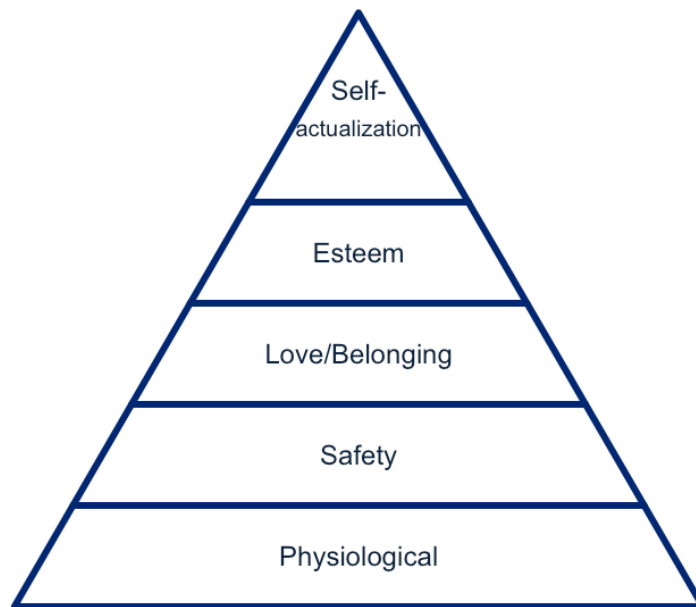 Self-
actualization
Esteem
Love/Belonging
Safety
Physiological